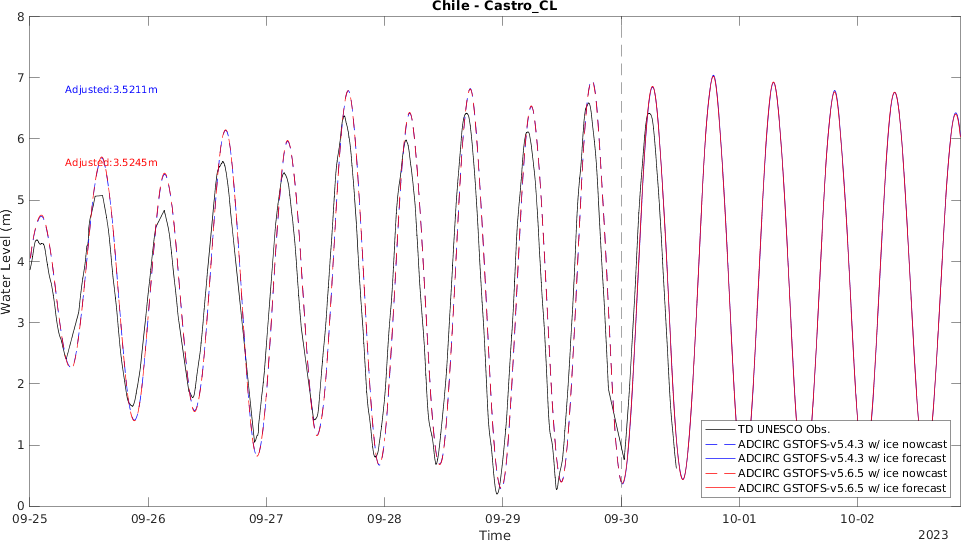 Chile - Castro_CL
8
7
6
5
4
3
2
1
0
Water Level (m)
Adjusted:3.5211m
Adjusted:3.5245m
TD UNESCO Obs.
ADCIRC GSTOFS-v5.4.3 w/ ice nowcast
ADCIRC GSTOFS-v5.4.3 w/ ice forecast
ADCIRC GSTOFS-v5.6.5 w/ ice nowcast
ADCIRC GSTOFS-v5.6.5 w/ ice forecast
09-25 09-26 09-27 09-28 09-29 09-30 10-01 10-02
Time
2023